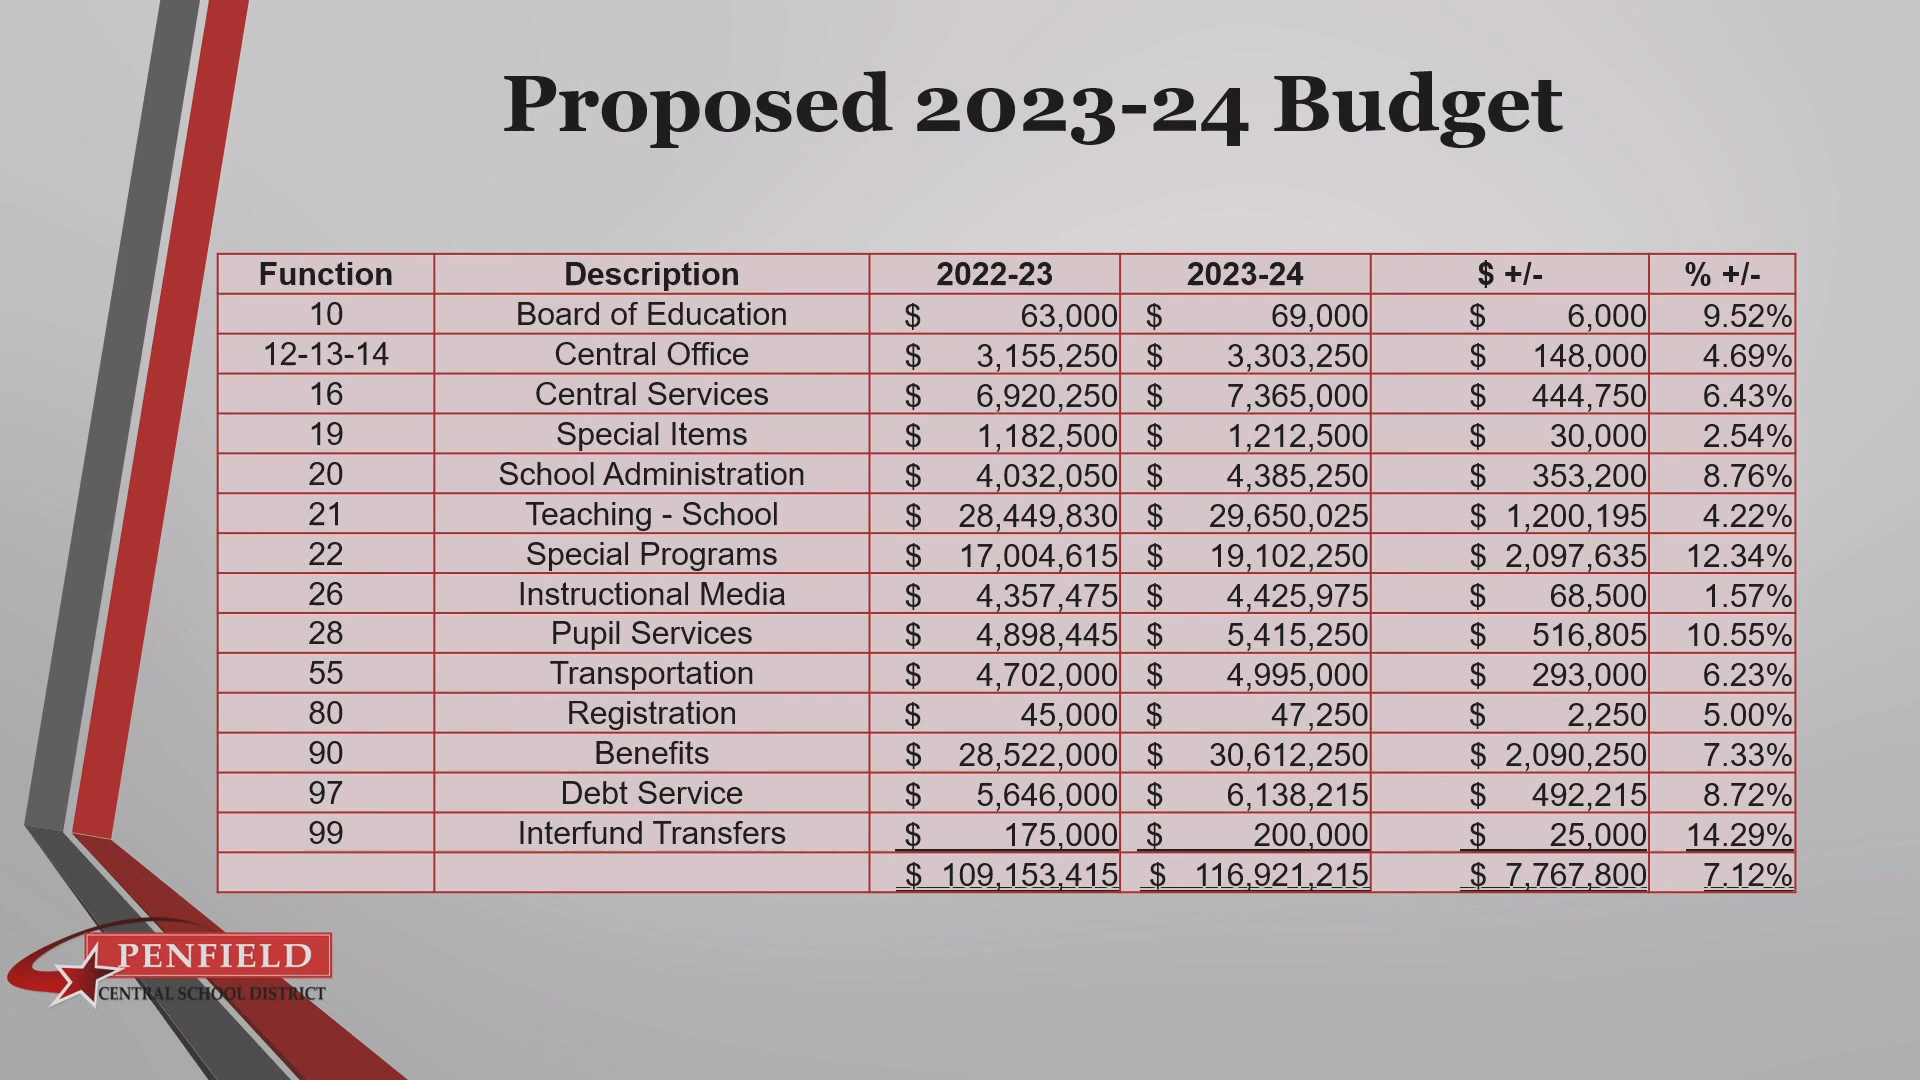 Proposed 2023-24 Budget
Function Description 2022-23 2023-24 $ +/- % +/-
10 Board of Education $ 63,000 $ 69,000 $ 6,000 9.52%
12-13-14 Central Office $ 3,155,250 $ 3,303,250 $ 148,000 4.69%
16 Central Services $ 6,920,250 $ 7,365,000 $ 444,750 6.43%
19 Special Items $ 1,182,500 $ 1,212,500 $ 30,000 2.54%
20 School Administration $ 4,032,050 $ 4,385,250 $ 353,200 8.76%
21 Teaching - School $ 28,449,830 $ 29,650,025 $ 1,200,195 4.22%
22 Special Programs $ 17,004,615 $ 19,102,250 $ 2,097,635 12.34%
26 Instructional Media $ 4,357,475 $ 4,425,975 $ 68,500 1.57%
28 Pupil Services $ 4,898,445 $ 5,415,250 $ 516,805 10.55%
55 Transportation $ 4,702,000 $ 4,995,000 $ 293,000 6.23%
80 Registration $ 45,000 $ 47,250 $ 2,250 5.00%
90 Benefits $ 28,522,000 $ 30,612,250 $ 2,090,250 7.33%
97 Debt Service $ 5,646,000 $ 6,138,215 $ 492,215 8.72%
99 Interfund Transfers $ 175,000 $ 200,000 $ 25,000 14.29%
$ 109,153,415 $ 116,921,215 $ 7,767,800 7.12%
PENFIELD
CENTRAL SCHOOL DISTRICT